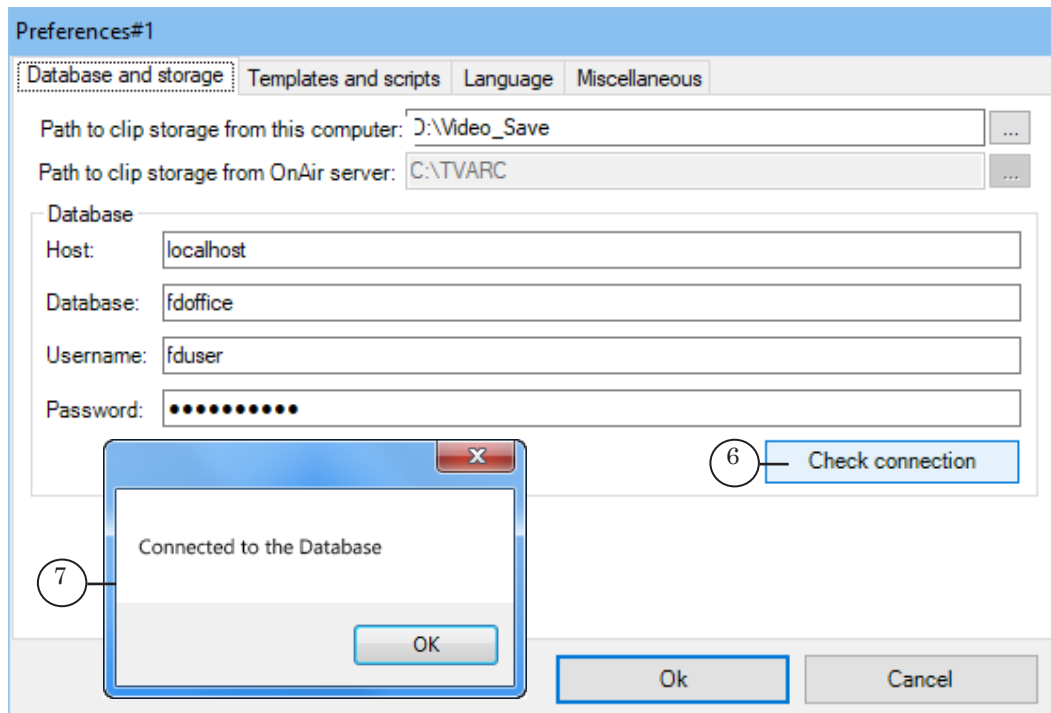 Preferences#1
Database and storage Templates and scripts Language Miscellaneous
Path to clip storage from this computer: D:\Video_Save ...
Path to clip storage from OnAir server: C:\TVARC ...
Database
Host: localhost
Database: fdoffice
Username: fduser
Password: ●●●●●●●●●●
6 Check connection
x
Connected to the Database
7
OK
Ok Cancel